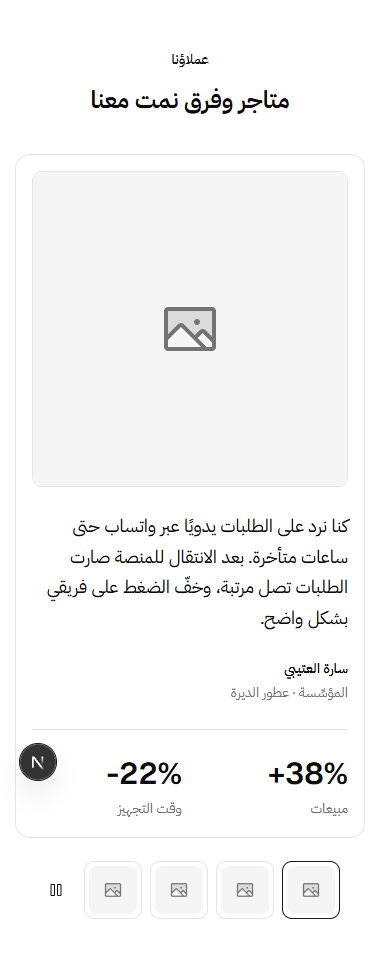 عملاؤنا
متاجر وفرق نمت معنا
كنا نرد على الطلبات يدويًا عبر واتساب حتى
ساعات متأخرة. بعد الانتقال للمنصة صارت
الطلبات تصل مرتبة، وخفّ الضغط على فريقي
بشكل واضح.
سارة العتيبي
المؤسِّسة · عطور الديرة
+38% -22%
مبيعات وقت التجهيز
N